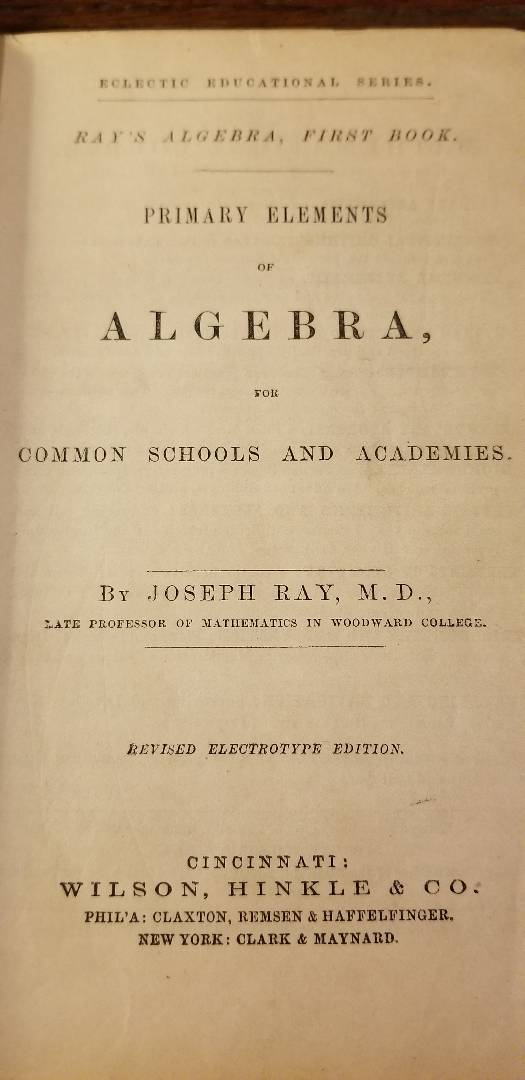 ECLECTIC EDUCATIONAL SERIES.
RAY'S ALGEBRA, FIRST BOOK.
PRIMARY ELEMENTS
OF
ALGEBRA,
FOR
COMMON SCHOOLS AND ACADEMIES.
BY JOSEPH RAY, M. D.,
LATE PROFESSOR OF MATHEMATICS IN WOODWARD COLLEGE.
REVISED ELECTROTYPE EDITION.
CINCINNATI:
WILSON, HINKLE & CO.
PHIL'A: CLAXTON, REMSEN & HAFFELFINGER.
NEW YORK: CLARK & MAYNARD.